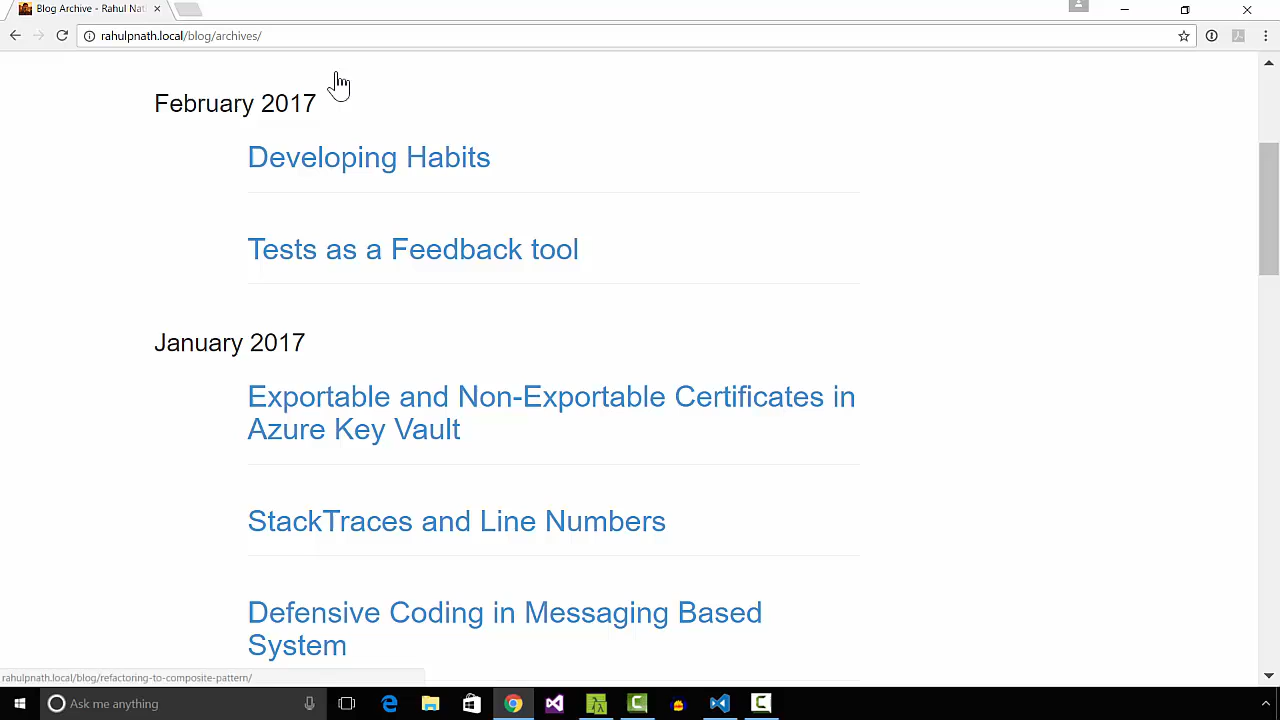 Blog Archive - Rahul Nat
rahulpnath.local/blog/archives/
February 2017
Developing Habits
Tests as a Feedback tool
January 2017
Exportable and Non-Exportable Certificates in
Azure Key Vault
StackTraces and Line Numbers
Defensive Coding in Messaging Based
System
rahulpnath.local/blog/refactoring-to-composite-pattern/
Ask me anything